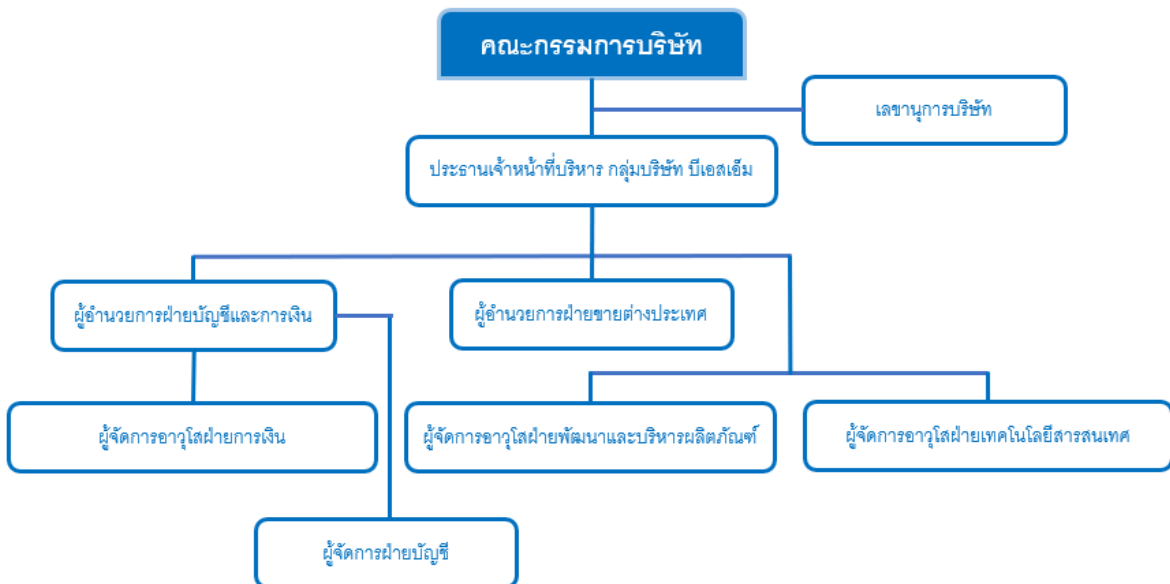 คณะกรรมการบริษัท
เลขานุการบริษัท
ประธานเจ้าหน้าที่บริหาร กลุ่มบริษัท บีเอสเอ็ม
ผู้อำนวยการฝ่ายบัญชีและการเงิน
ผู้อำนวยการฝ่ายขายต่างประเทศ
ผู้จัดการอาวุโสฝ่ายการเงิน
ผู้จัดการอาวุโสฝ่ายพัฒนาและบริหารผลิตภัณฑ์
ผู้จัดการอาวุโสฝ่ายเทคโนโลยีสารสนเทศ
ผู้จัดการฝ่ายบัญชี